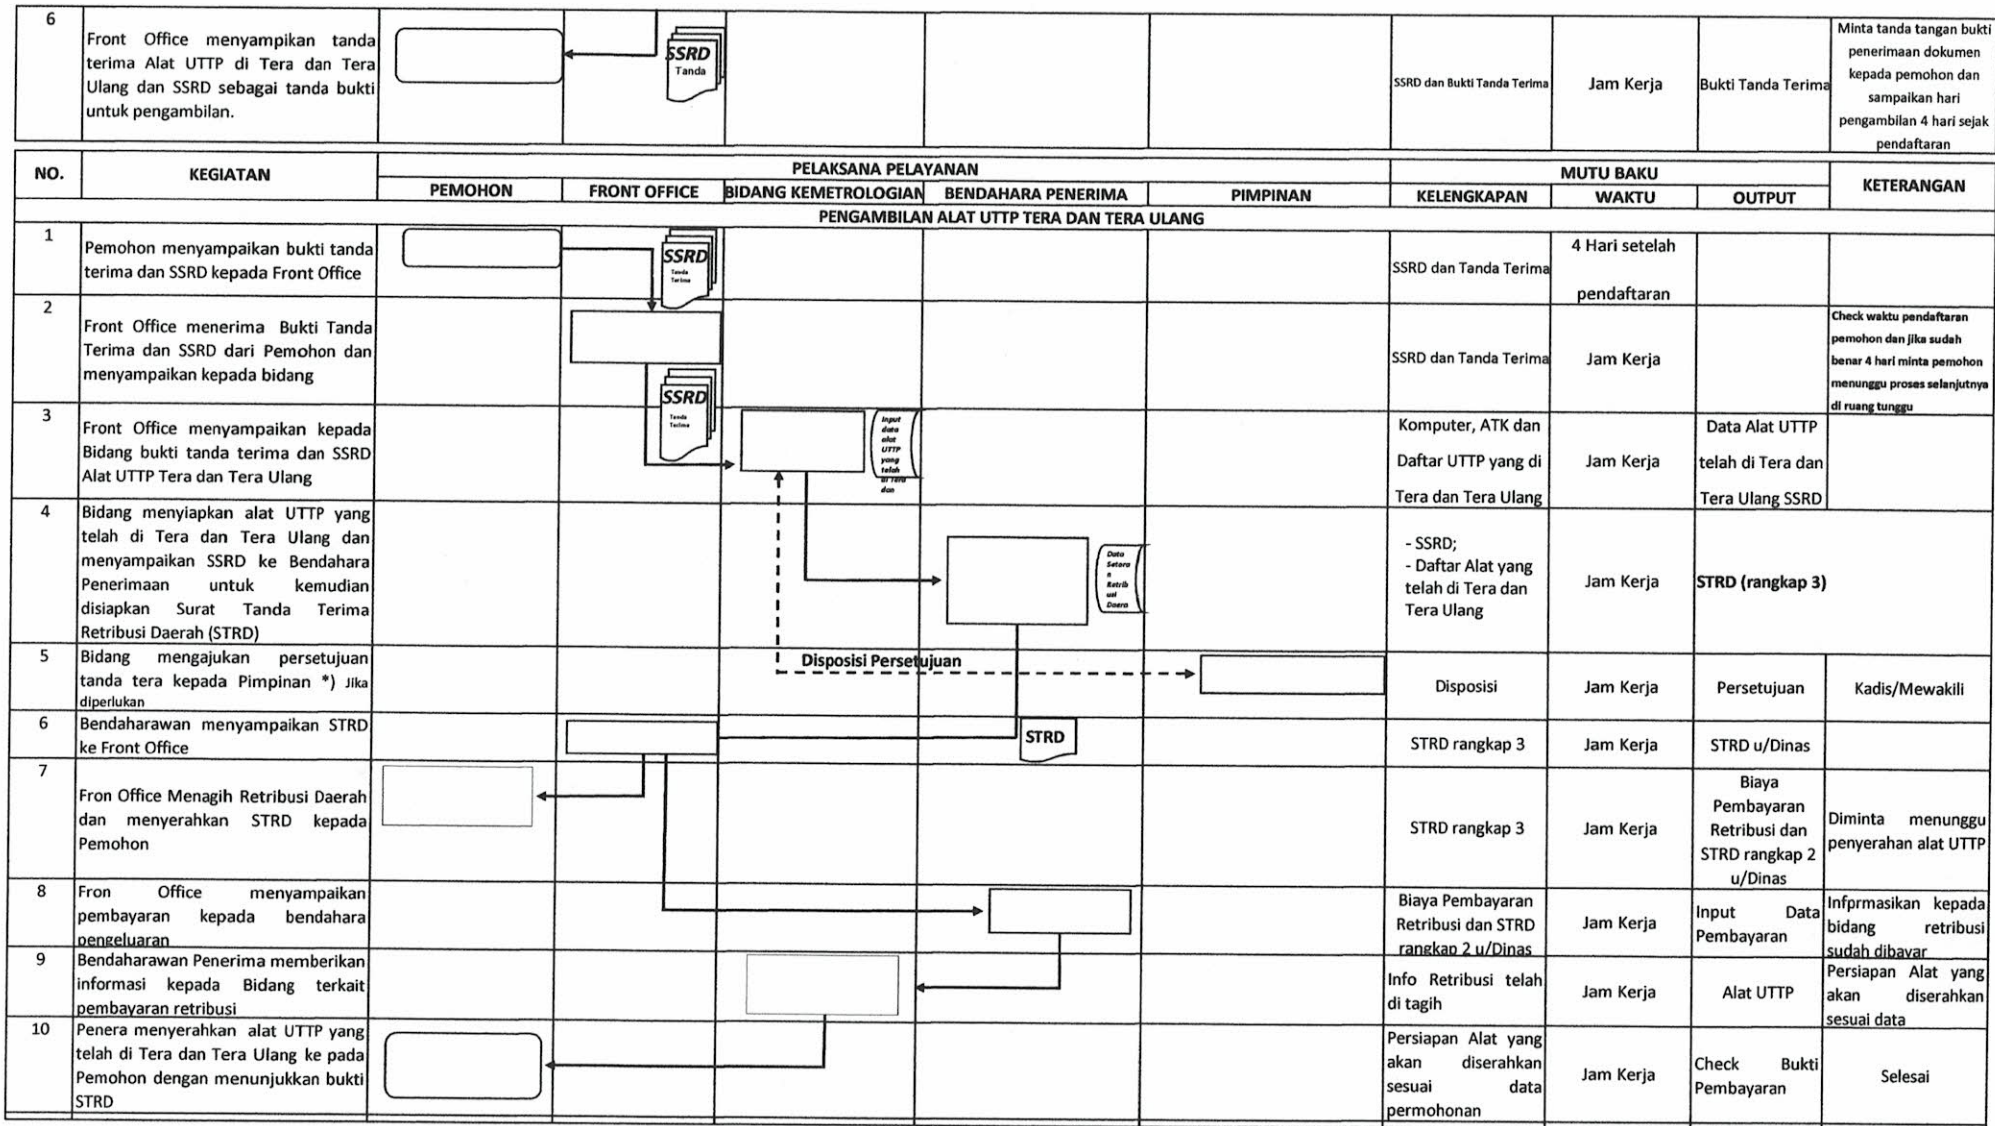 6
Front Office menyampikan tanda
terima Alat UTTP di Tera dan Tera
Ulang dan SSRD sebagai tanda bukti
untuk pengambilan.
SSRD
Tanda
SSRD dan Bukti Tanda Terima
Jam Kerja
Bukti Tanda Terima
Minta tanda tangan bukti
penerimaan dokumen
kepada pemohon dan
sampaikan hari
pengambilan 4 hari sejak
pendaftaran
NO.
KEGIATAN
PELAKSANA PELAYANAN
MUTU BAKU
KETERANGAN
PEMOHON
FRONT OFFICE
BIDANG KEMETROLOGIAN
BENDAHARA PENERIMA
PIMPINAN
KELENGKAPAN
WAKTU
OUTPUT
PENGAMBILAN ALAT UTTP TERA DAN TERA ULANG
1
Pemohon menyampaikan bukti tanda
terima dan SSRD kepada Front Office
SSRD
Tanda
Terima
SSRD dan Tanda Terima
4 Hari setelah
pendaftaran
2
Front Office menerima Bukti Tanda
Terima dan SSRD dari Pemohon dan
menyampaikan kepada bidang
SSRD
Tanda
Terima
SSRD dan Tanda Terima
Jam Kerja
Check waktu pendaftaran
pemohon dan jika sudah
benar 4 hari minta pemohon
menunggu proses selanjutnya
di ruang tunggu
3
Front Office menyampaikan kepada
Bidang bukti tanda terima dan SSRD
Alat UTTP Tera dan Tera Ulang
Input
data
alat
UTTP
yang
telah
di Tera
dan
Komputer, ATK dan
Daftar UTTP yang di
Tera dan Tera Ulang
Jam Kerja
Data Alat UTTP
telah di Tera dan
Tera Ulang SSRD
4
Bidang menyiapkan alat UTTP yang
telah di Tera dan Tera Ulang dan
menyampaikan SSRD ke Bendahara
Penerimaan untuk kemudian
disiapkan Surat Tanda Terima
Retribusi Daerah (STRD)
Data
Setora
n
Retrib
usi
Daera
- SSRD;
- Daftar Alat yang
telah di Tera dan
Tera Ulang
Jam Kerja
STRD (rangkap 3)
5
Bidang mengajukan persetujuan
tanda tera kepada Pimpinan *) Jika
diperlukan
Disposisi Persetujuan
Disposisi
Jam Kerja
Persetujuan
Kadis/Mewakili
6
Bendaharawan menyampaikan STRD
ke Front Office
STRD
STRD rangkap 3
Jam Kerja
STRD u/Dinas
7
Fron Office Menagih Retribusi Daerah
dan menyerahkan STRD kepada
Pemohon
STRD rangkap 3
Jam Kerja
Biaya
Pembayaran
Retribusi dan
STRD rangkap 2
u/Dinas
Diminta menunggu
penyerahan alat UTTP
8
Fron Office menyampaikan
pembayaran kepada bendahara
pengeluaran
Biaya Pembayaran
Retribusi dan STRD
rangkap 2 u/Dinas
Jam Kerja
Input Data
Pembayaran
Infprmasikan kepada
bidang retribusi
sudah dibayar
9
Bendaharawan Penerima memberikan
informasi kepada Bidang terkait
pembayaran retribusi
Info Retribusi telah
di tagih
Jam Kerja
Alat UTTP
Persiapan Alat yang
akan diserahkan
sesuai data
10
Penera menyerahkan alat UTTP yang
telah di Tera dan Tera Ulang ke pada
Pemohon dengan menunjukkan bukti
STRD
Persiapan Alat yang
akan diserahkan
sesuai data
permohonan
Jam Kerja
Check Bukti
Pembayaran
Selesai